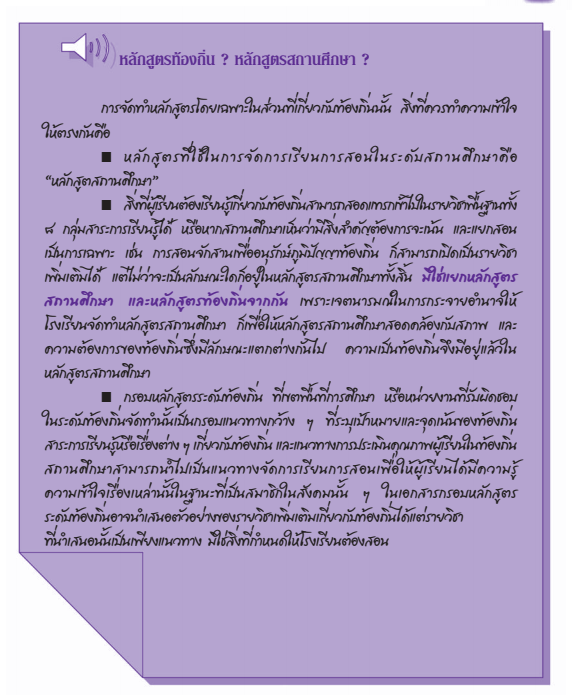 หลักสูตรท้องถิ่น ? หลักสูตรสถานศึกษา ?
การจัดทำหลักสูตรโดยเฉพาะในส่วนที่เกี่ยวกับท้องถิ่นนั้น สิ่งที่ควรทำความเข้าใจ
ให้ตรงกันคือ
■ หลักสูตรที่ใช้ในการจัดการเรียนการสอนในระดับสถานศึกษาคือ
“หลักสูตรสถานศึกษา”
■ สิ่งที่ผู้เรียนต้องเรียนรู้เกี่ยวกับท้องถิ่นสามารถสอดแทรกเข้าไปในรายวิชาพื้นฐานทั้ง
๘ กลุ่มสาระการเรียนรู้ได้ หรือหากสถานศึกษาเห็นว่ามีสิ่งสำคัญต้องการจะเน้น และแยกสอน
เป็นการเฉพาะ เช่น การสอนจักสานเพื่ออนุรักษ์ภูมิปัญญาท้องถิ่น ก็สามารถเปิดเป็นรายวิชา
เพิ่มเติมได้ แต่ไม่ว่าจะเป็นลักษณะใดก็อยู่ในหลักสูตรสถานศึกษาทั้งสิ้น มิใช่แยกหลักสูตร
สถานศึกษา และหลักสูตรท้องถิ่นจากกัน เพราะเจตนารมณ์ในการกระจายอำนาจให้
โรงเรียนจัดทำหลักสูตรสถานศึกษา ก็เพื่อให้หลักสูตรสถานศึกษาสอดคล้องกับสภาพ และ
ความต้องการของท้องถิ่นซึ่งมีลักษณะแตกต่างกันไป ความเป็นท้องถิ่นจึงมีอยู่แล้วใน
หลักสูตรสถานศึกษา
■ กรอบหลักสูตรระดับท้องถิ่น ที่เขตพื้นที่การศึกษา หรือหน่วยงานที่รับผิดชอบ
ในระดับท้องถิ่นจัดทำนั้นเป็นกรอบแนวทางกว้าง ๆ ที่ระบุเป้าหมายและจุดเน้นของท้องถิ่น
สาระการเรียนรู้หรือเรื่องต่าง ๆ เกี่ยวกับท้องถิ่น และแนวทางการประเมินคุณภาพผู้เรียนในท้องถิ่น
สถานศึกษาสามารถนำไปเป็นแนวทางจัดการเรียนการสอนเพื่อให้ผู้เรียนได้มีความรู้
ความเข้าใจเรื่องเหล่านั้นในฐานะที่เป็นสมาชิกในสังคมนั้น ๆ ในเอกสารกรอบหลักสูตร
ระดับท้องถิ่นอาจนำเสนอตัวอย่างของรายวิชาเพิ่มเติมเกี่ยวกับท้องถิ่นได้แต่รายวิชา
ที่นำเสนอนั้นเป็นเพียงแนวทาง มิใช่สิ่งที่กำหนดให้โรงเรียนต้องสอน